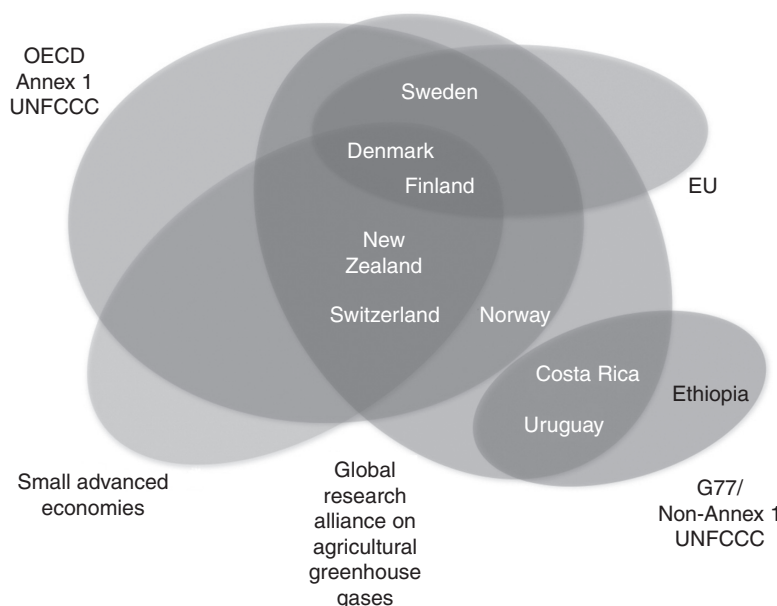 OECD
Annex 1
UNFCCC
Sweden
Denmark
Finland
EU
New
Zealand
Switzerland
Norway
Costa Rica
Ethiopia
Uruguay
Small advanced
economies
Global
research
alliance on
agricultural
greenhouse
gases
G77/
Non-Annex 1
UNFCCC